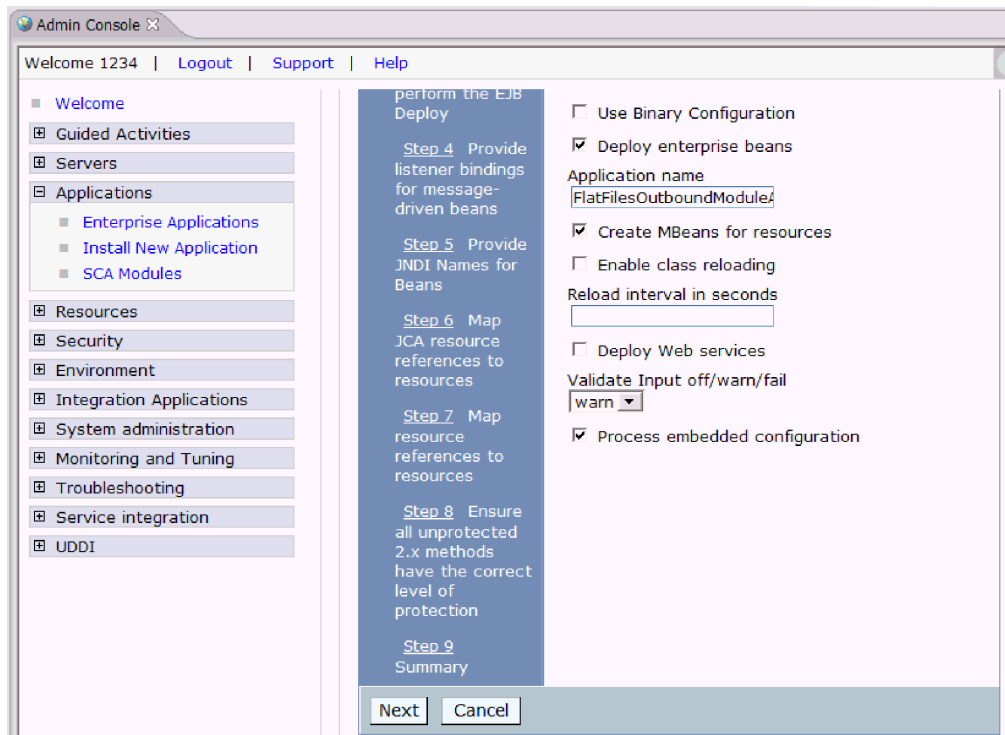 Admin Console
Welcome 1234 | Logout | Support | Help
Welcome
Guided Activities
Servers
Applications
Enterprise Applications
Install New Application
SCA Modules
Resources
Security
Environment
Integration Applications
System administration
Monitoring and Tuning
Troubleshooting
Service integration
UDDI
perform the EJB
Deploy
Step 4 Provide
listener bindings
for message-
driven beans
Step 5 Provide
JNDI Names for
Beans
Step 6 Map
JCA resource
references to
resources
Step 7 Map
resource
references to
resources
Step 8 Ensure
all unprotected
2.x methods
have the correct
level of
protection
Step 9
Summary
Use Binary Configuration
Deploy enterprise beans
Application name
FlatFilesOutboundModuleA
Create MBeans for resources
Enable class reloading
Reload interval in seconds
Deploy Web services
Validate Input off/warn/fail
warn
Process embedded configuration
Next Cancel